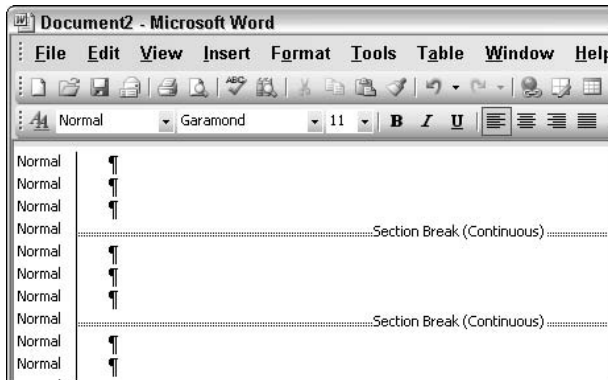 Document2 - Microsoft Word
File Edit View Insert Format Tools Table Window Help
ABC
Normal Garamond 11 B I U
Normal ¶
Normal ¶
Normal ¶
Normal Section Break (Continuous)
Normal ¶
Normal ¶
Normal ¶
Normal Section Break (Continuous)
Normal ¶
Normal ¶